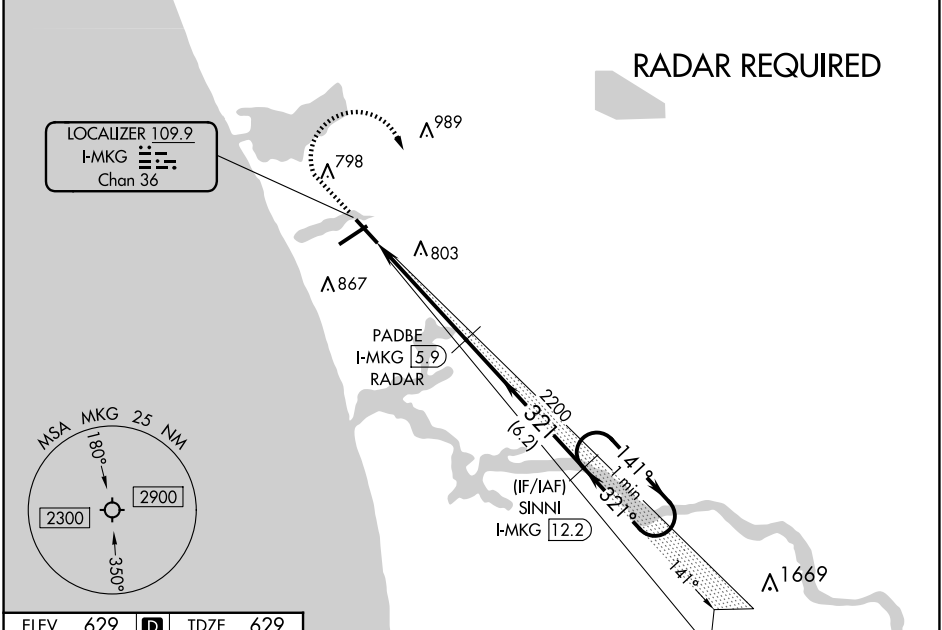 RADAR REQUIRED
LOCALIZER 109.9
I-MKG
Chan 36
989
798
803
867
PADBE
I-MKG 5.9
RADAR
2200
321
(6.2)
141°
1 min
321°
(IF/IAF)
SINNI
I-MKG 12.2
141°
1669
MSA MKG 25 NM
180°
2300
2900
350°
ELEV 629 D TDZE 629